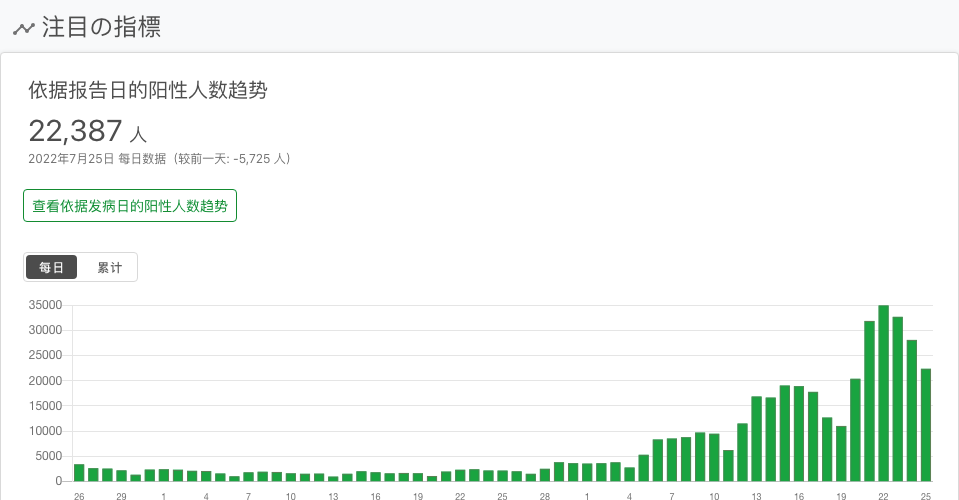 注目の指標
依据报告日的阳性人数趋势
22,387 人
2022年7月25日 每日数据（较前一天: -5,725 人）
查看依据发病日的阳性人数趋势
每日 累计
35000
30000
25000
20000
15000
10000
5000
0
26 29 1 4 7 10 13 16 19 22 25 28 1 4 7 10 13 16 19 22 25